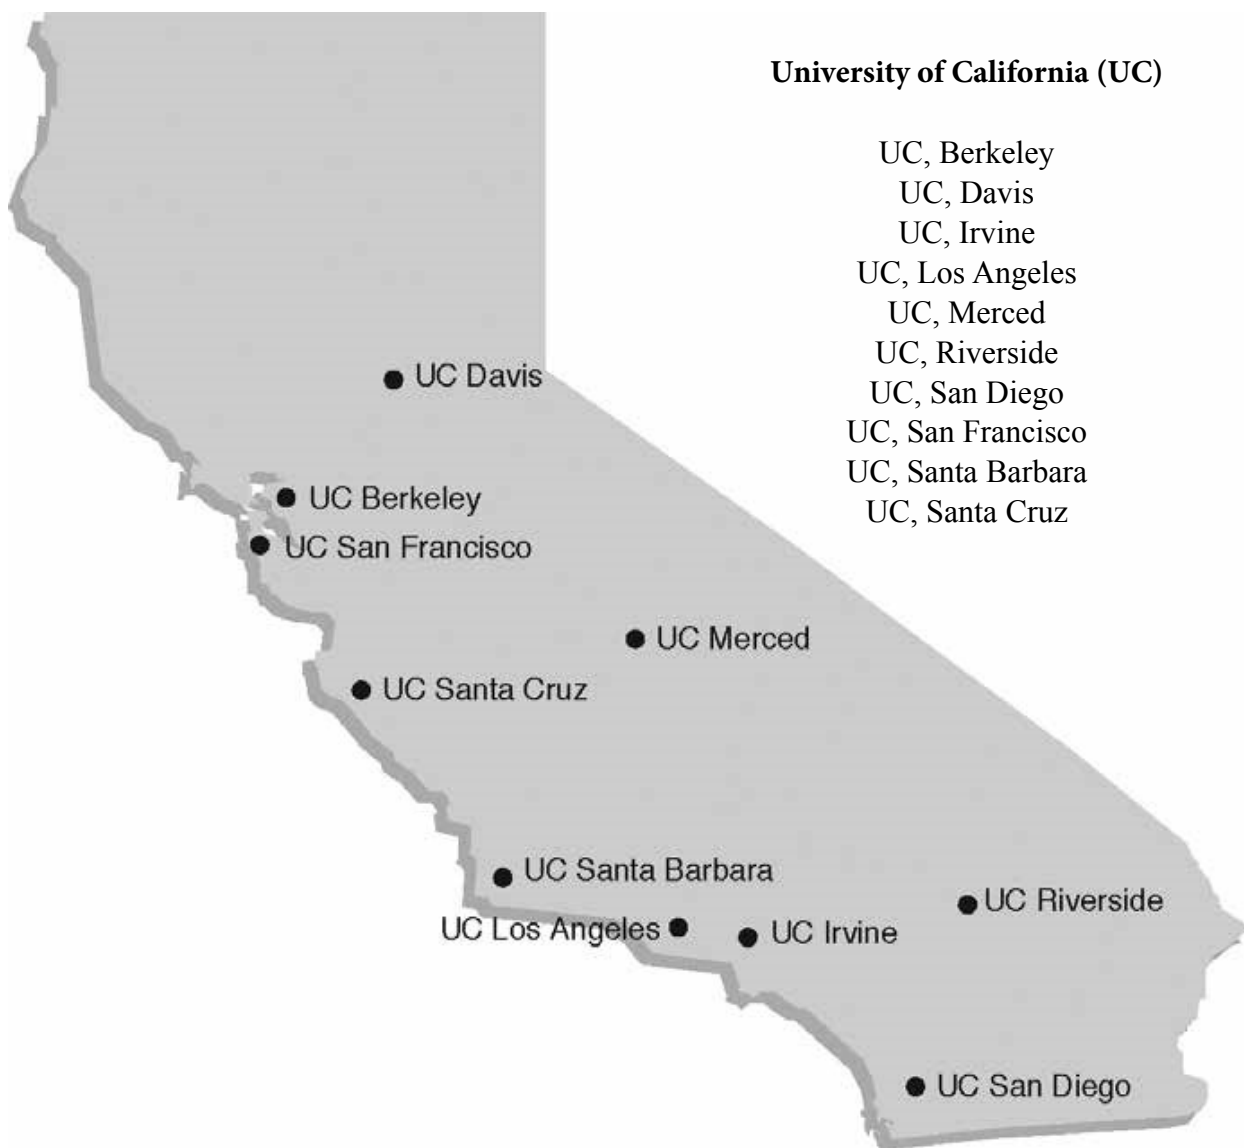 University of California (UC)
UC, Berkeley
UC, Davis
UC, Irvine
UC, Los Angeles
UC, Merced
UC, Riverside
UC, San Diego
UC, San Francisco
UC, Santa Barbara
UC, Santa Cruz
UC Davis
UC Berkeley
UC San Francisco
UC Merced
UC Santa Cruz
UC Santa Barbara
UC Riverside
UC Los Angeles
UC Irvine
UC San Diego